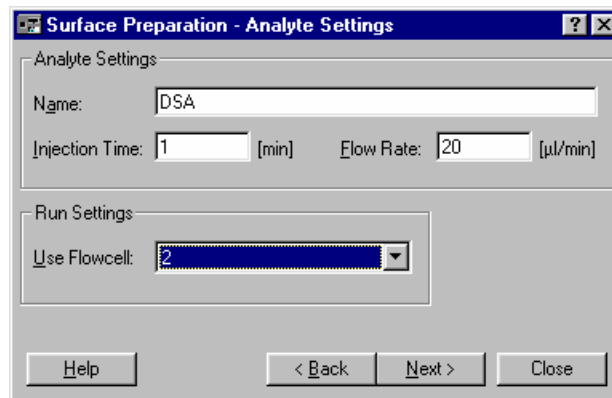 Surface Preparation - Analyte Settings
Analyte Settings
Name: DSA
Injection Time: 1 [min] Flow Rate: 20 [µl/min]
Run Settings
Use Flowcell: 2
Help < Back Next > Close